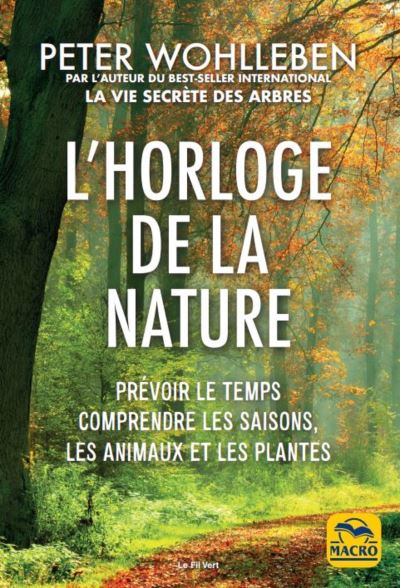 PETER WOHLLEBEN
PAR L'AUTEUR DU BEST-SELLER INTERNATIONAL
LA VIE SECRÈTE DES ARBRES
L'HORLOGE
DE LA
NATURE
PRÉVOIR LE TEMPS
COMPRENDRE LES SAISONS,
LES ANIMAUX ET LES PLANTES
MACRO
Le Fil Vert